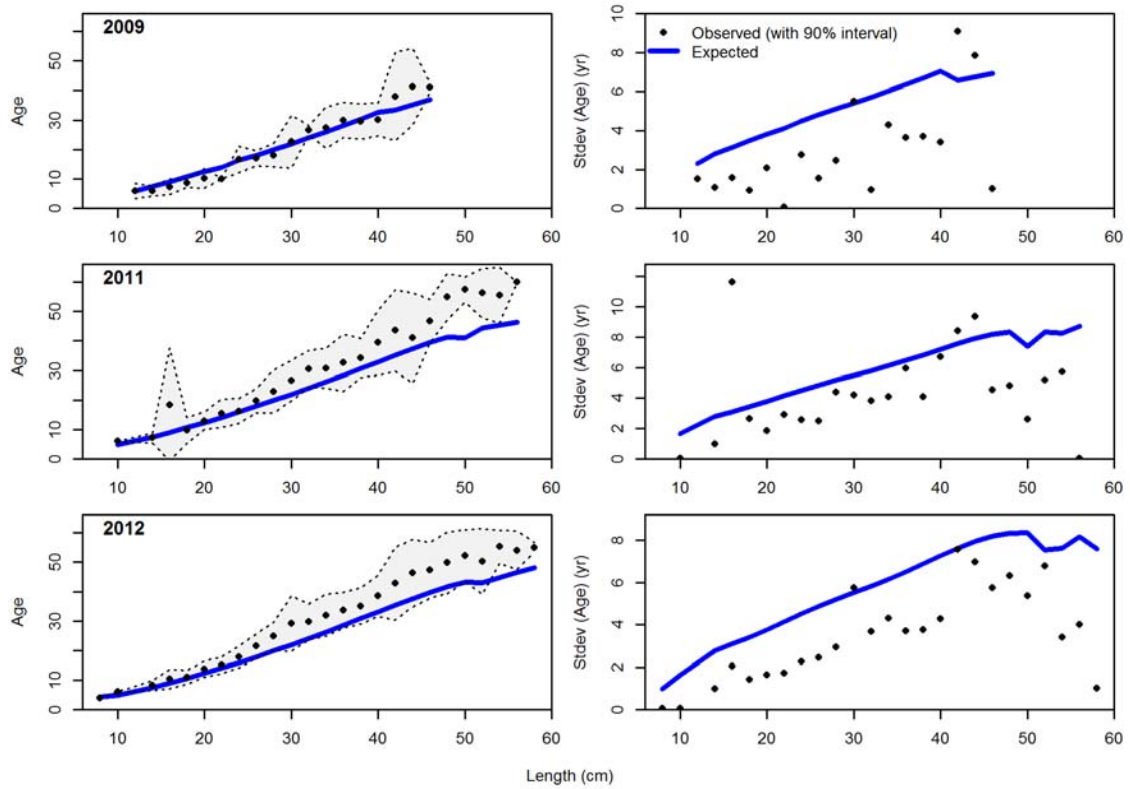 2009
Age
0 10 30 50
10 20 30 40 50 60
Stdev (Age) (yr)
0 2 4 6 8 10
Observed (with 90% interval)
Expected
10 20 30 40 50 60
2011
Age
0 10 30 50
10 20 30 40 50 60
Stdev (Age) (yr)
0 2 4 6 8
10 20 30 40 50 60
2012
Age
0 10 30 50
10 20 30 40 50 60
Stdev (Age) (yr)
0 2 4 6 8
10 20 30 40 50 60
Length (cm)